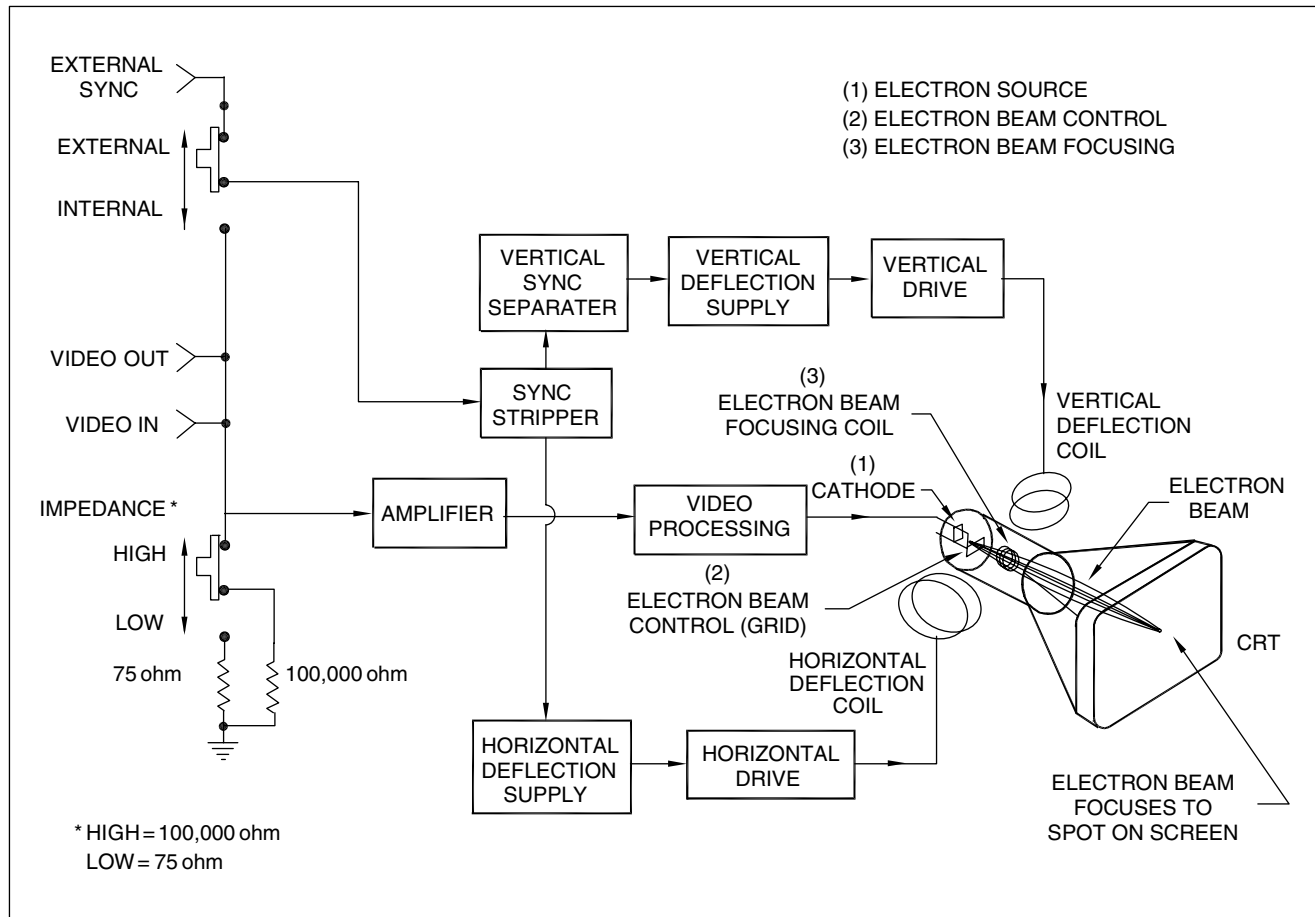 EXTERNAL
SYNC
EXTERNAL
INTERNAL
VIDEO OUT
VIDEO IN
IMPEDANCE *
HIGH
LOW
75 ohm
100,000 ohm
* HIGH = 100,000 ohm
LOW = 75 ohm
(1) ELECTRON SOURCE
(2) ELECTRON BEAM CONTROL
(3) ELECTRON BEAM FOCUSING
VERTICAL
SYNC
SEPARATER
VERTICAL
DEFLECTION
SUPPLY
VERTICAL
DRIVE
SYNC
STRIPPER
(3)
ELECTRON BEAM
FOCUSING COIL
VERTICAL
DEFLECTION
COIL
(1)
CATHODE
ELECTRON
BEAM
AMPLIFIER
VIDEO
PROCESSING
(2)
ELECTRON BEAM
CONTROL (GRID)
HORIZONTAL
DEFLECTION
COIL
CRT
HORIZONTAL
DEFLECTION
SUPPLY
HORIZONTAL
DRIVE
ELECTRON BEAM
FOCUSES TO
SPOT ON SCREEN